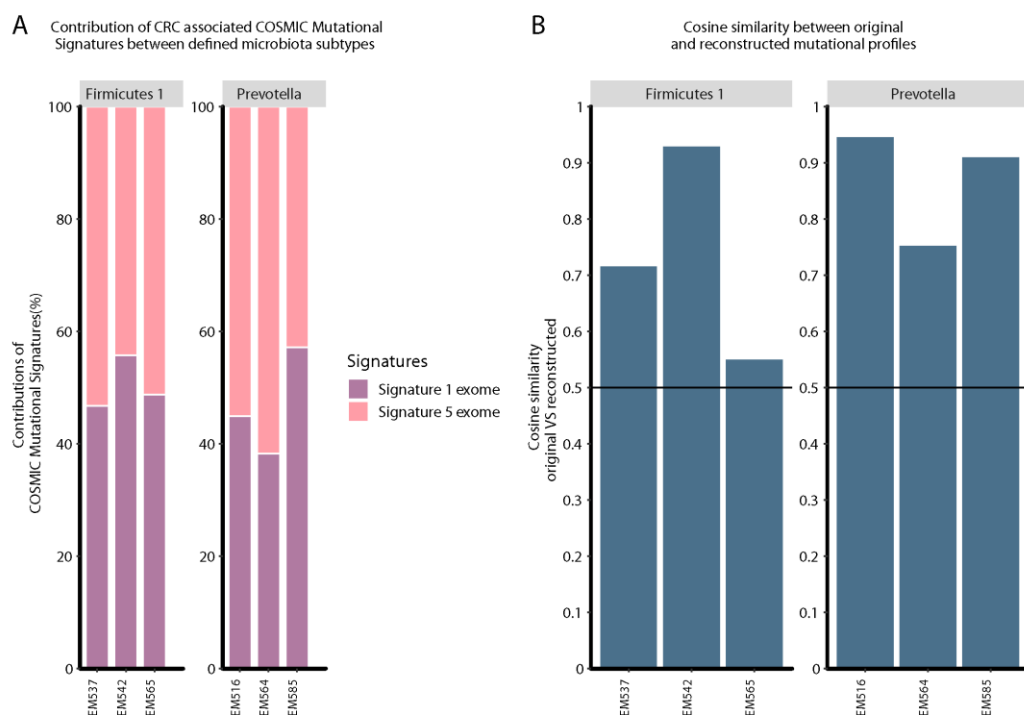 A
Contribution of CRC associated COSMIC Mutational
Signatures between defined microbiota subtypes
Firmicutes 1
Prevotella
100
80
60
40
20
0
100
80
60
40
20
0
Contributions of
COSMIC Mutational Signatures(%)
EM537
EM542
EM565
EM516
EM564
EM585
Signatures
Signature 1 exome
Signature 5 exome
B
Cosine similarity between original
and reconstructed mutational profiles
Firmicutes 1
Prevotella
1
0.9
0.8
0.7
0.6
0.5
0.4
0.3
0.2
0.1
0
1
0.9
0.8
0.7
0.6
0.5
0.4
0.3
0.2
0.1
0
Cosine similarity
original VS reconstructed
EM537
EM542
EM565
EM516
EM564
EM585